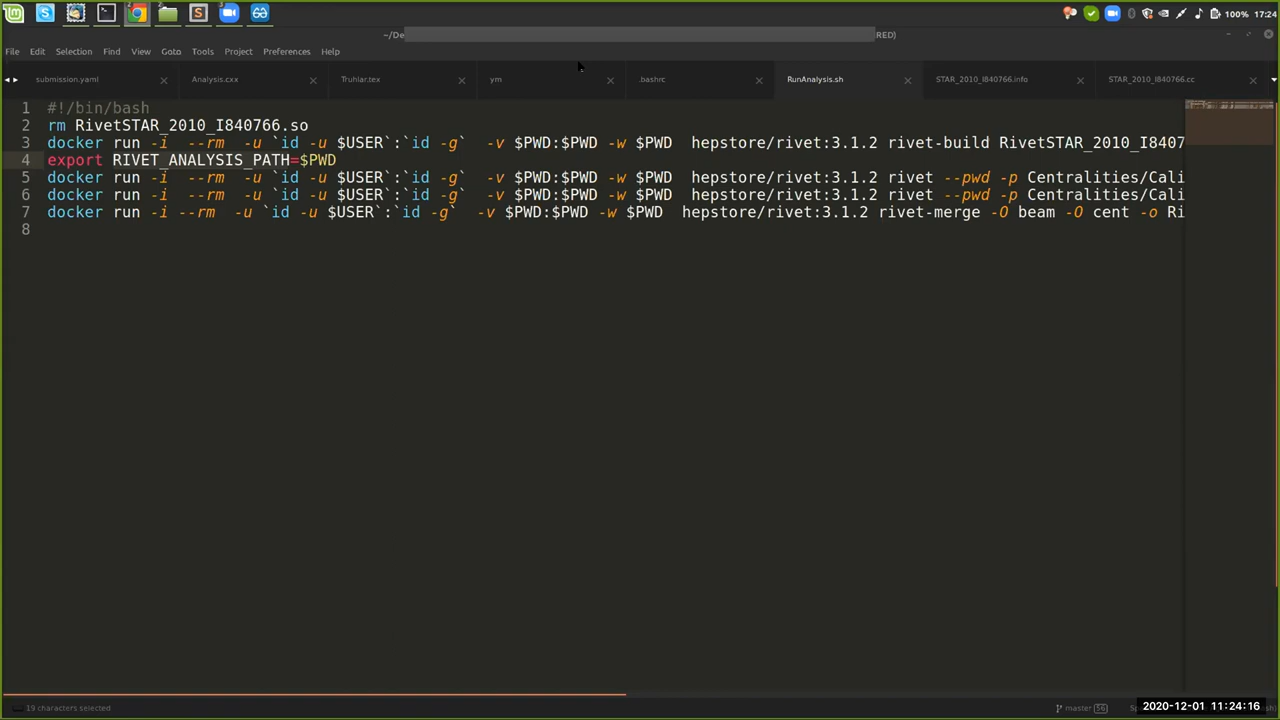 100% 17:24
~/De RED)
File Edit Selection Find View Goto Tools Project Preferences Help
submission.yaml Analysis.cxx Truhlar.tex ym .bashrc RunAnalysis.sh STAR_2010_I840766.info STAR_2010_I840766.cc
1 #!/bin/bash
2 rm RivetSTAR_2010_I840766.so
3 docker run -i --rm -u `id -u $USER`:`id -g` -v $PWD:$PWD -w $PWD hepstore/rivet:3.1.2 rivet-build RivetSTAR_2010_I8407
4 export RIVET_ANALYSIS_PATH=$PWD
5 docker run -i --rm -u `id -u $USER`:`id -g` -v $PWD:$PWD -w $PWD hepstore/rivet:3.1.2 rivet --pwd -p Centralities/Cali
6 docker run -i --rm -u `id -u $USER`:`id -g` -v $PWD:$PWD -w $PWD hepstore/rivet:3.1.2 rivet --pwd -p Centralities/Cali
7 docker run -i --rm -u `id -u $USER`:`id -g` -v $PWD:$PWD -w $PWD hepstore/rivet:3.1.2 rivet-merge -O beam -O cent -o Ri
8
19 characters selected master 56
2020-12-01 11:24:16